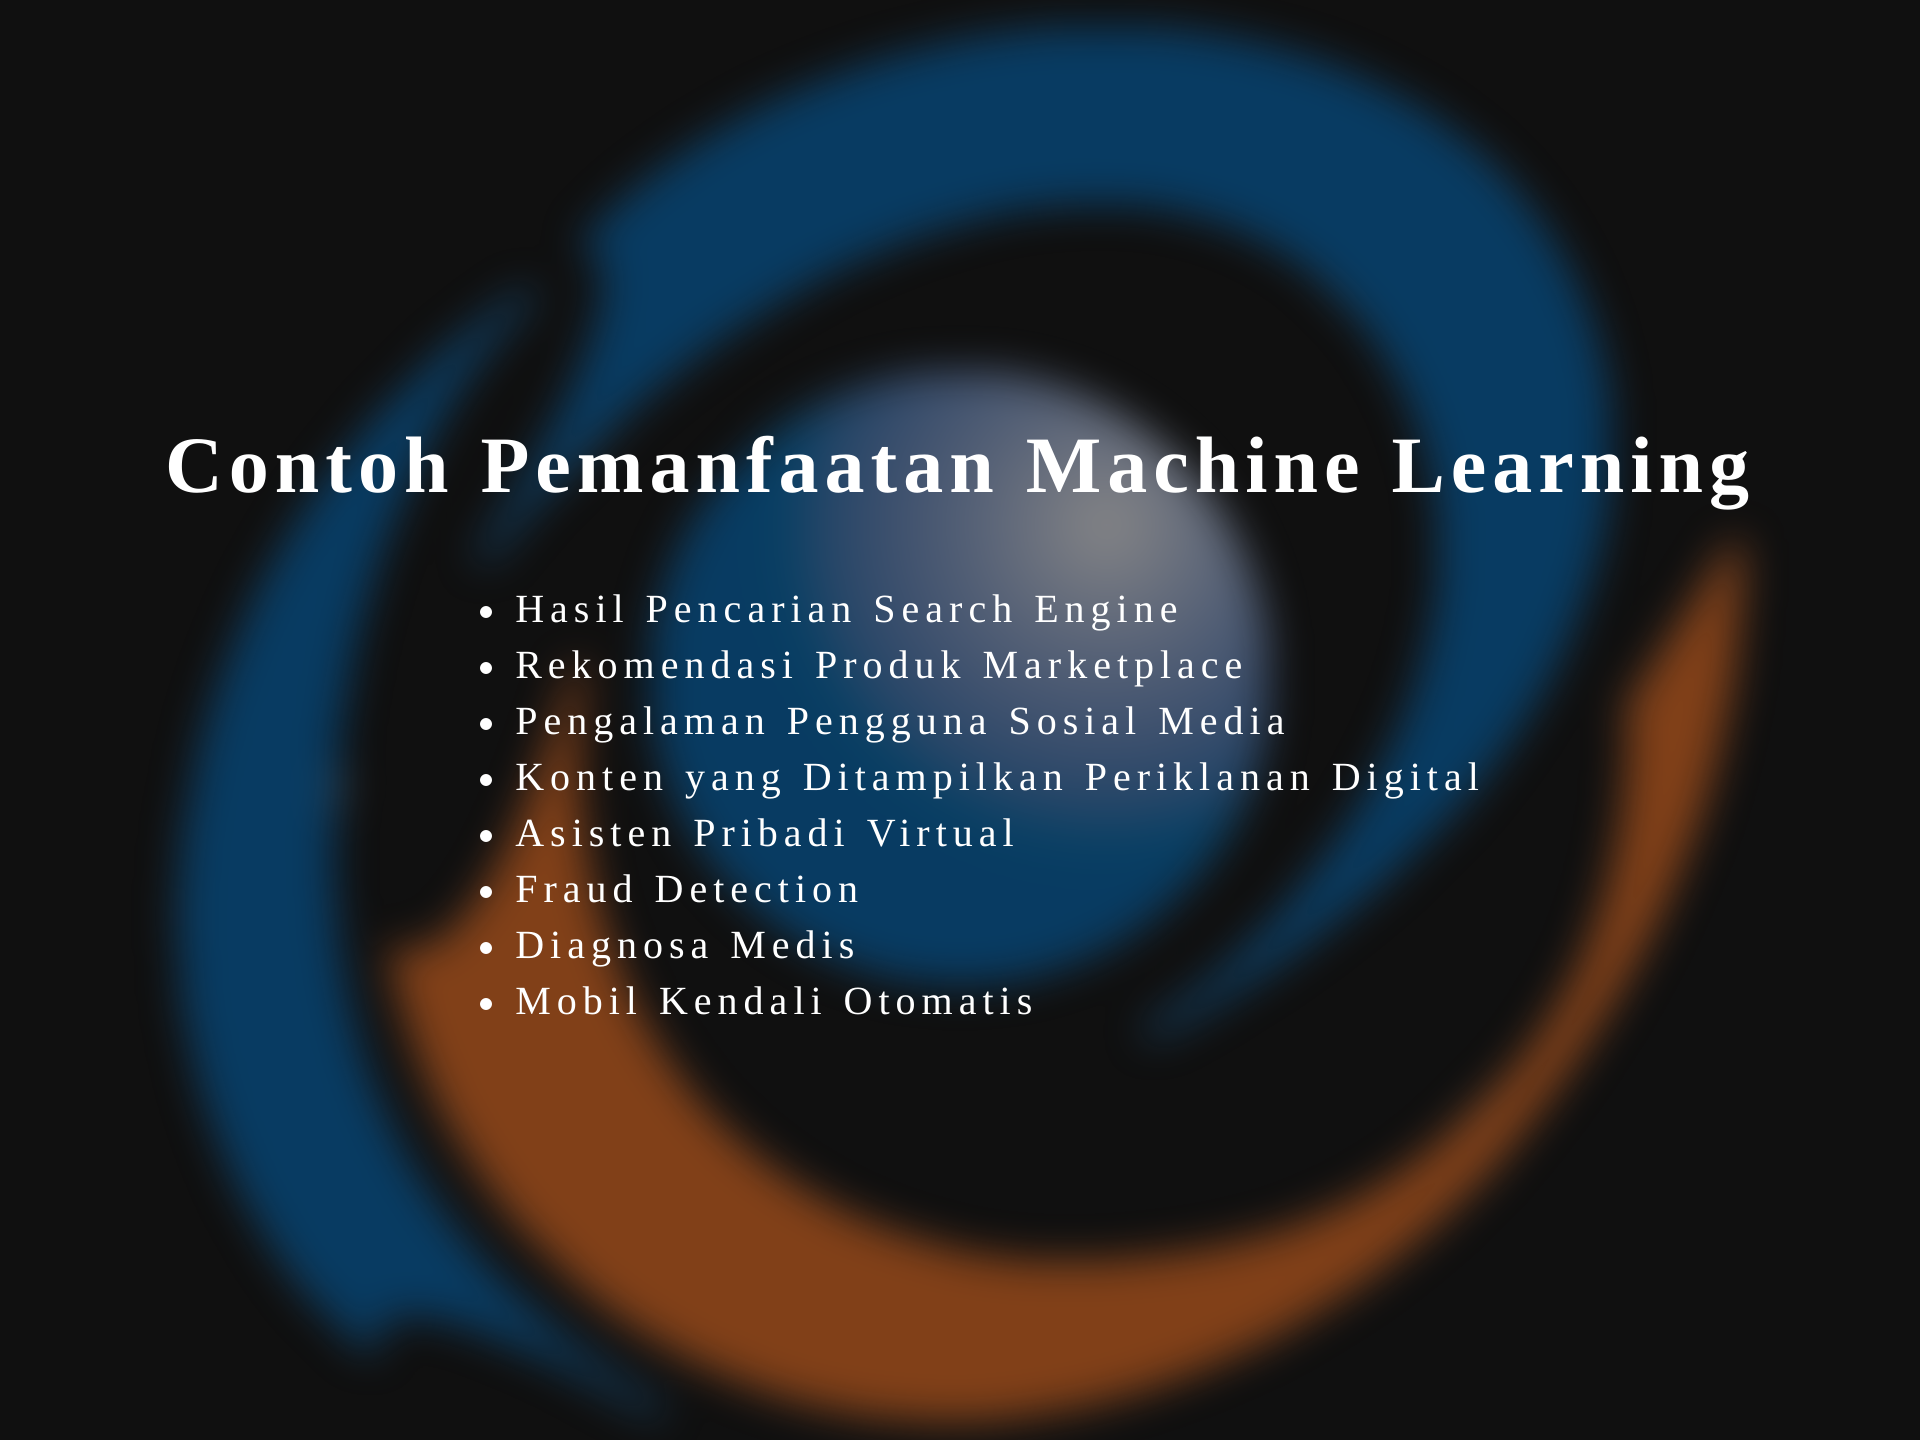 Contoh Pemanfaatan Machine Learning
• Hasil Pencarian Search Engine
• Rekomendasi Produk Marketplace
• Pengalaman Pengguna Sosial Media
• Konten yang Ditampilkan Periklanan Digital
• Asisten Pribadi Virtual
• Fraud Detection
• Diagnosa Medis
• Mobil Kendali Otomatis